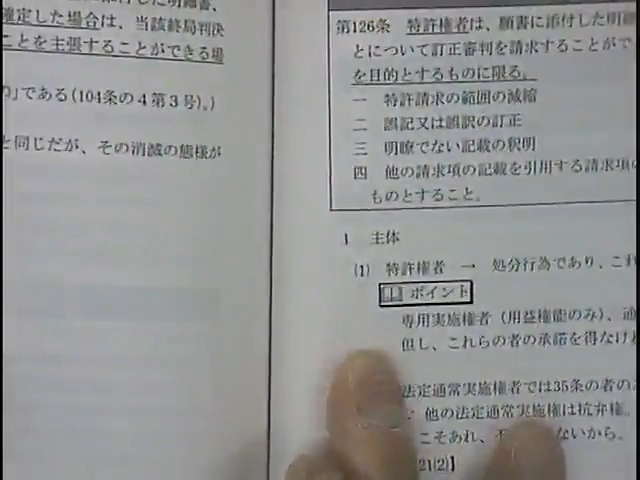 確定した場合は、当該終局判決
ことを主張することができる場
である(104条の4第3号)。)
と同じだが、その消滅の態様が
第126条 特許権者は、願書に添付した明細
とについて訂正審判を請求することがで
を目的とするものに限る。
一 特許請求の範囲の減縮
二 誤記又は誤訳の訂正
三 明瞭でない記載の釈明
四 他の請求項の記載を引用する請求項
ものとすること。
1 主体
(1) 特許権者 → 処分行為であり、これ
ポイント
専用実施権者(用益権能のみ)、通
但し、これらの者の承諾を得なけ
法定通常実施権者では35条の者の
他の法定通常実施権は抗弁権。
こそあれ、
ないから。
21(2)】